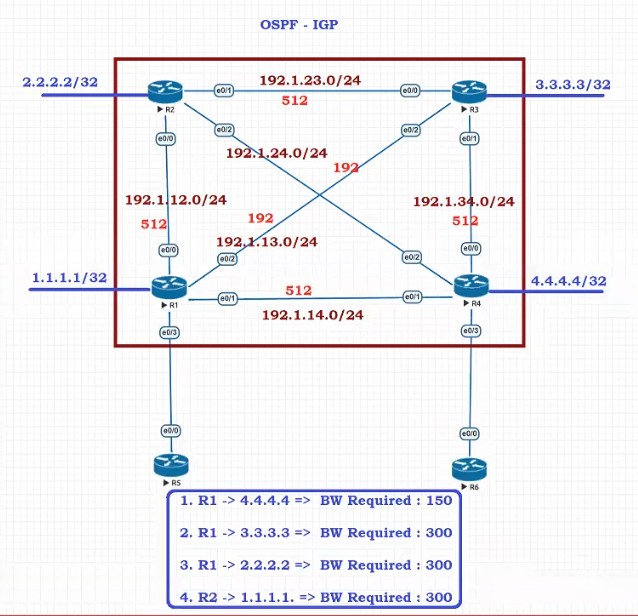 OSPF - IGP
2.2.2.2/32
3.3.3.3/32
R2
e0/1
192.1.23.0/24
512
e0/0
R3
e0/0
e0/2
e0/2
e0/1
192.1.24.0/24
192
192.1.12.0/24
512
192.1.34.0/24
512
192
192.1.13.0/24
e0/0
e0/2
e0/2
e0/0
1.1.1.1/32
4.4.4.4/32
R1
e0/1
512
e0/1
R4
192.1.14.0/24
e0/3
e0/3
e0/0
e0/0
R5
R6
1. R1 -> 4.4.4.4 => BW Required : 150
2. R1 -> 3.3.3.3 => BW Required : 300
3. R1 -> 2.2.2.2 => BW Required : 300
4. R2 -> 1.1.1.1. => BW Required : 300